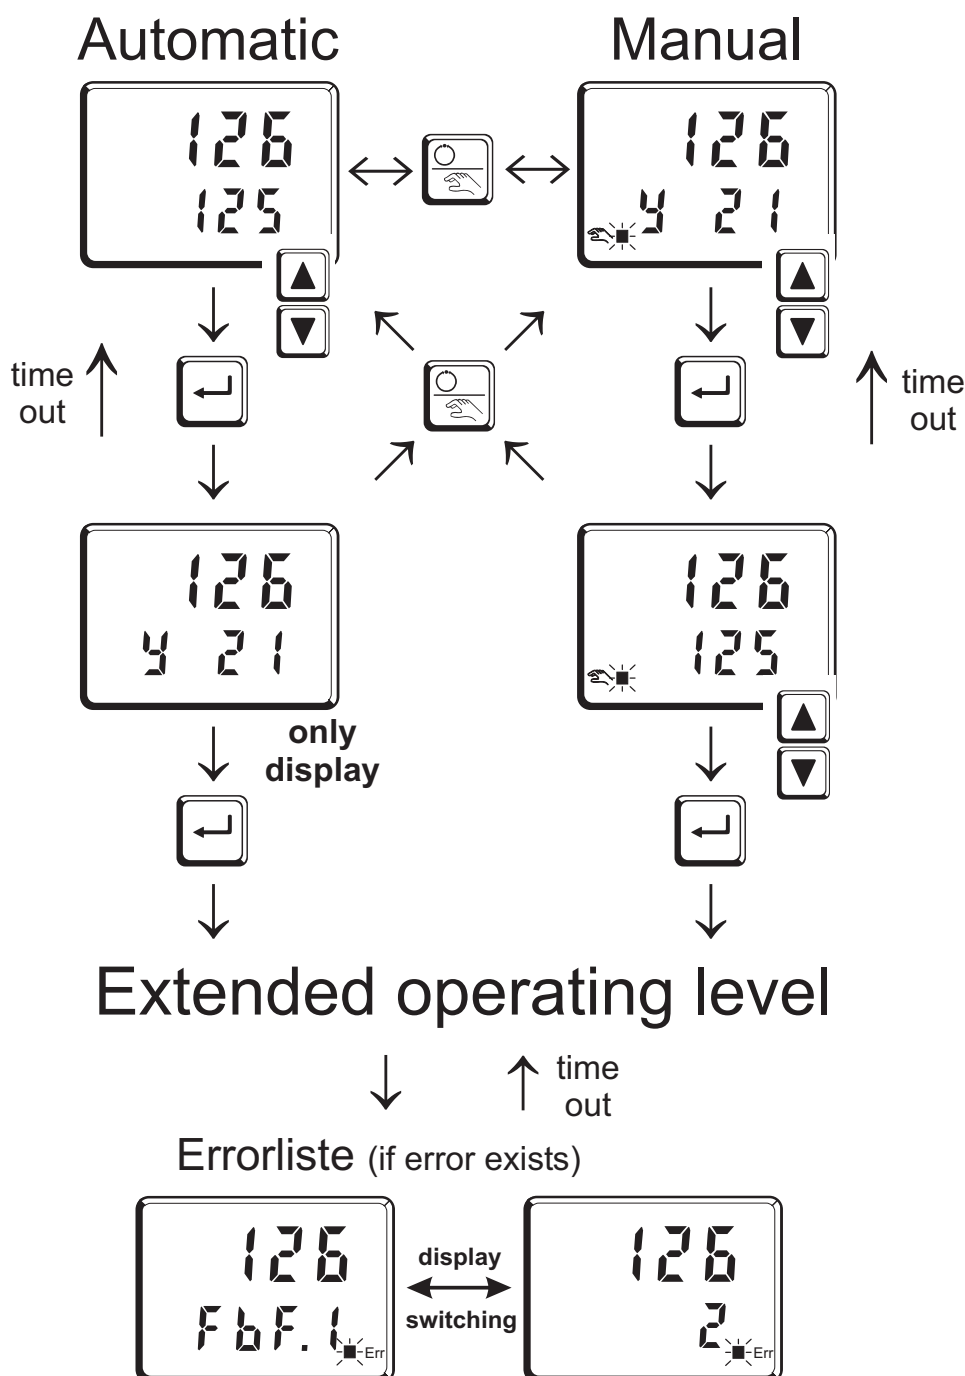 Automatic
Manual
126
125
126
y 21
time
out
time
out
126
y 21
only
display
126
125
Extended operating level
time
out
Errorliste (if error exists)
126
FbF.1
Err
display
switching
126
2
Err